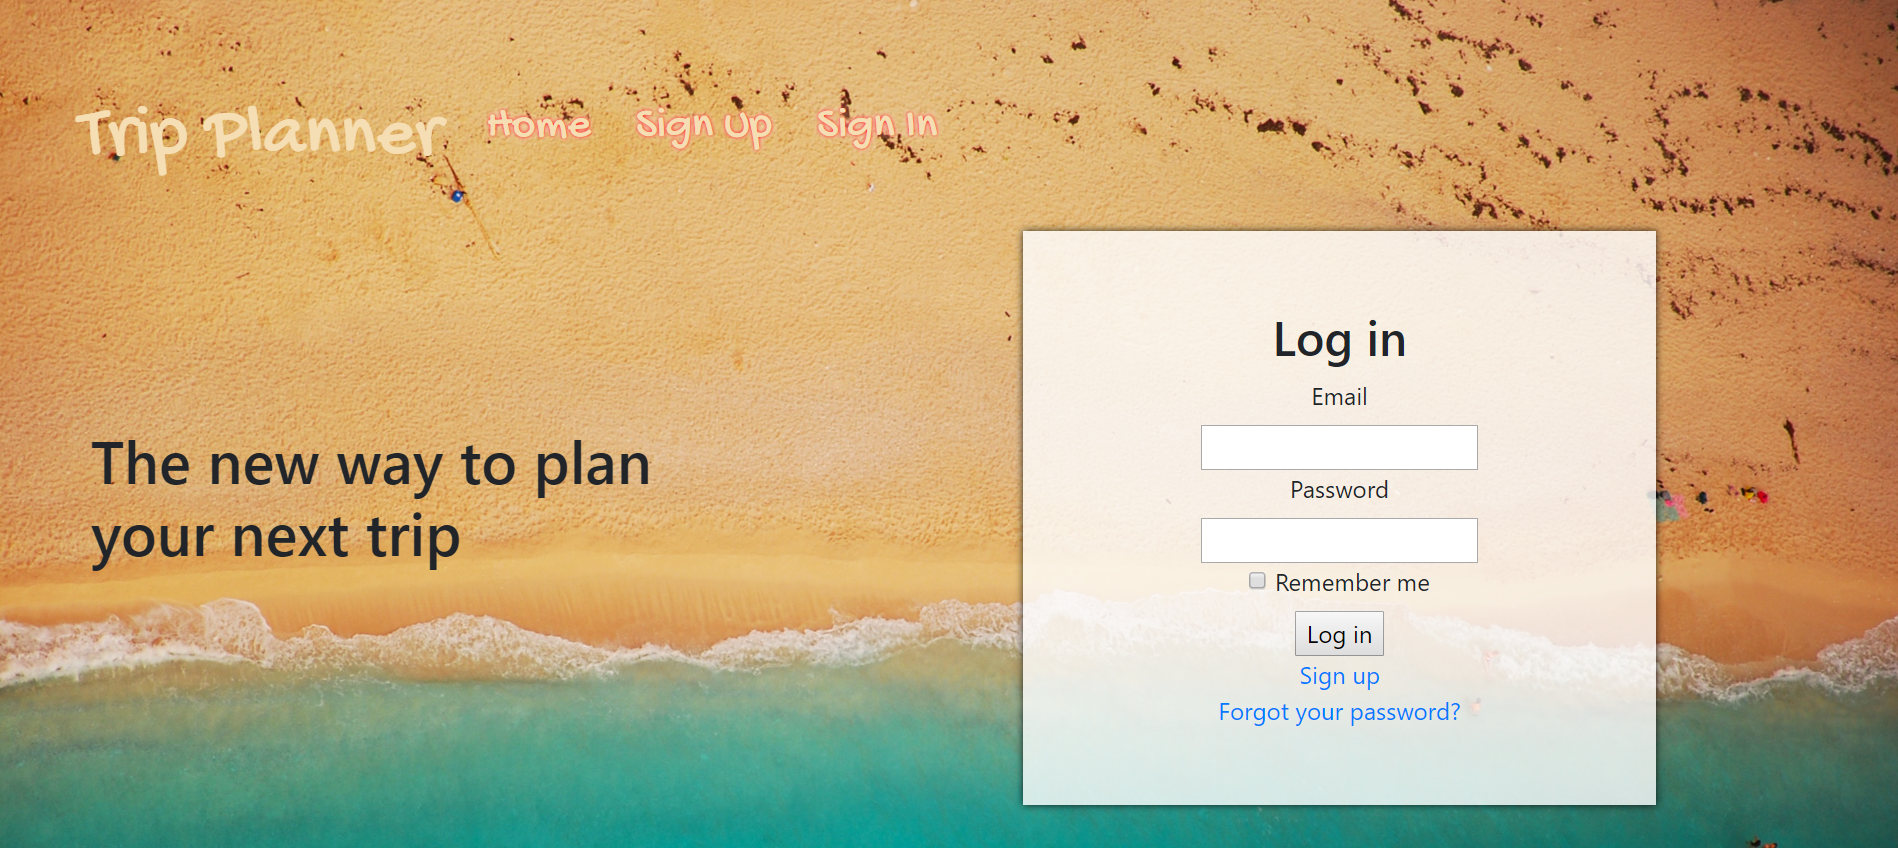 Trip Planner Home Sign Up Sign In
The new way to plan
your next trip
Log in
Email
Password
Remember me
Log in
Sign up
Forgot your password?